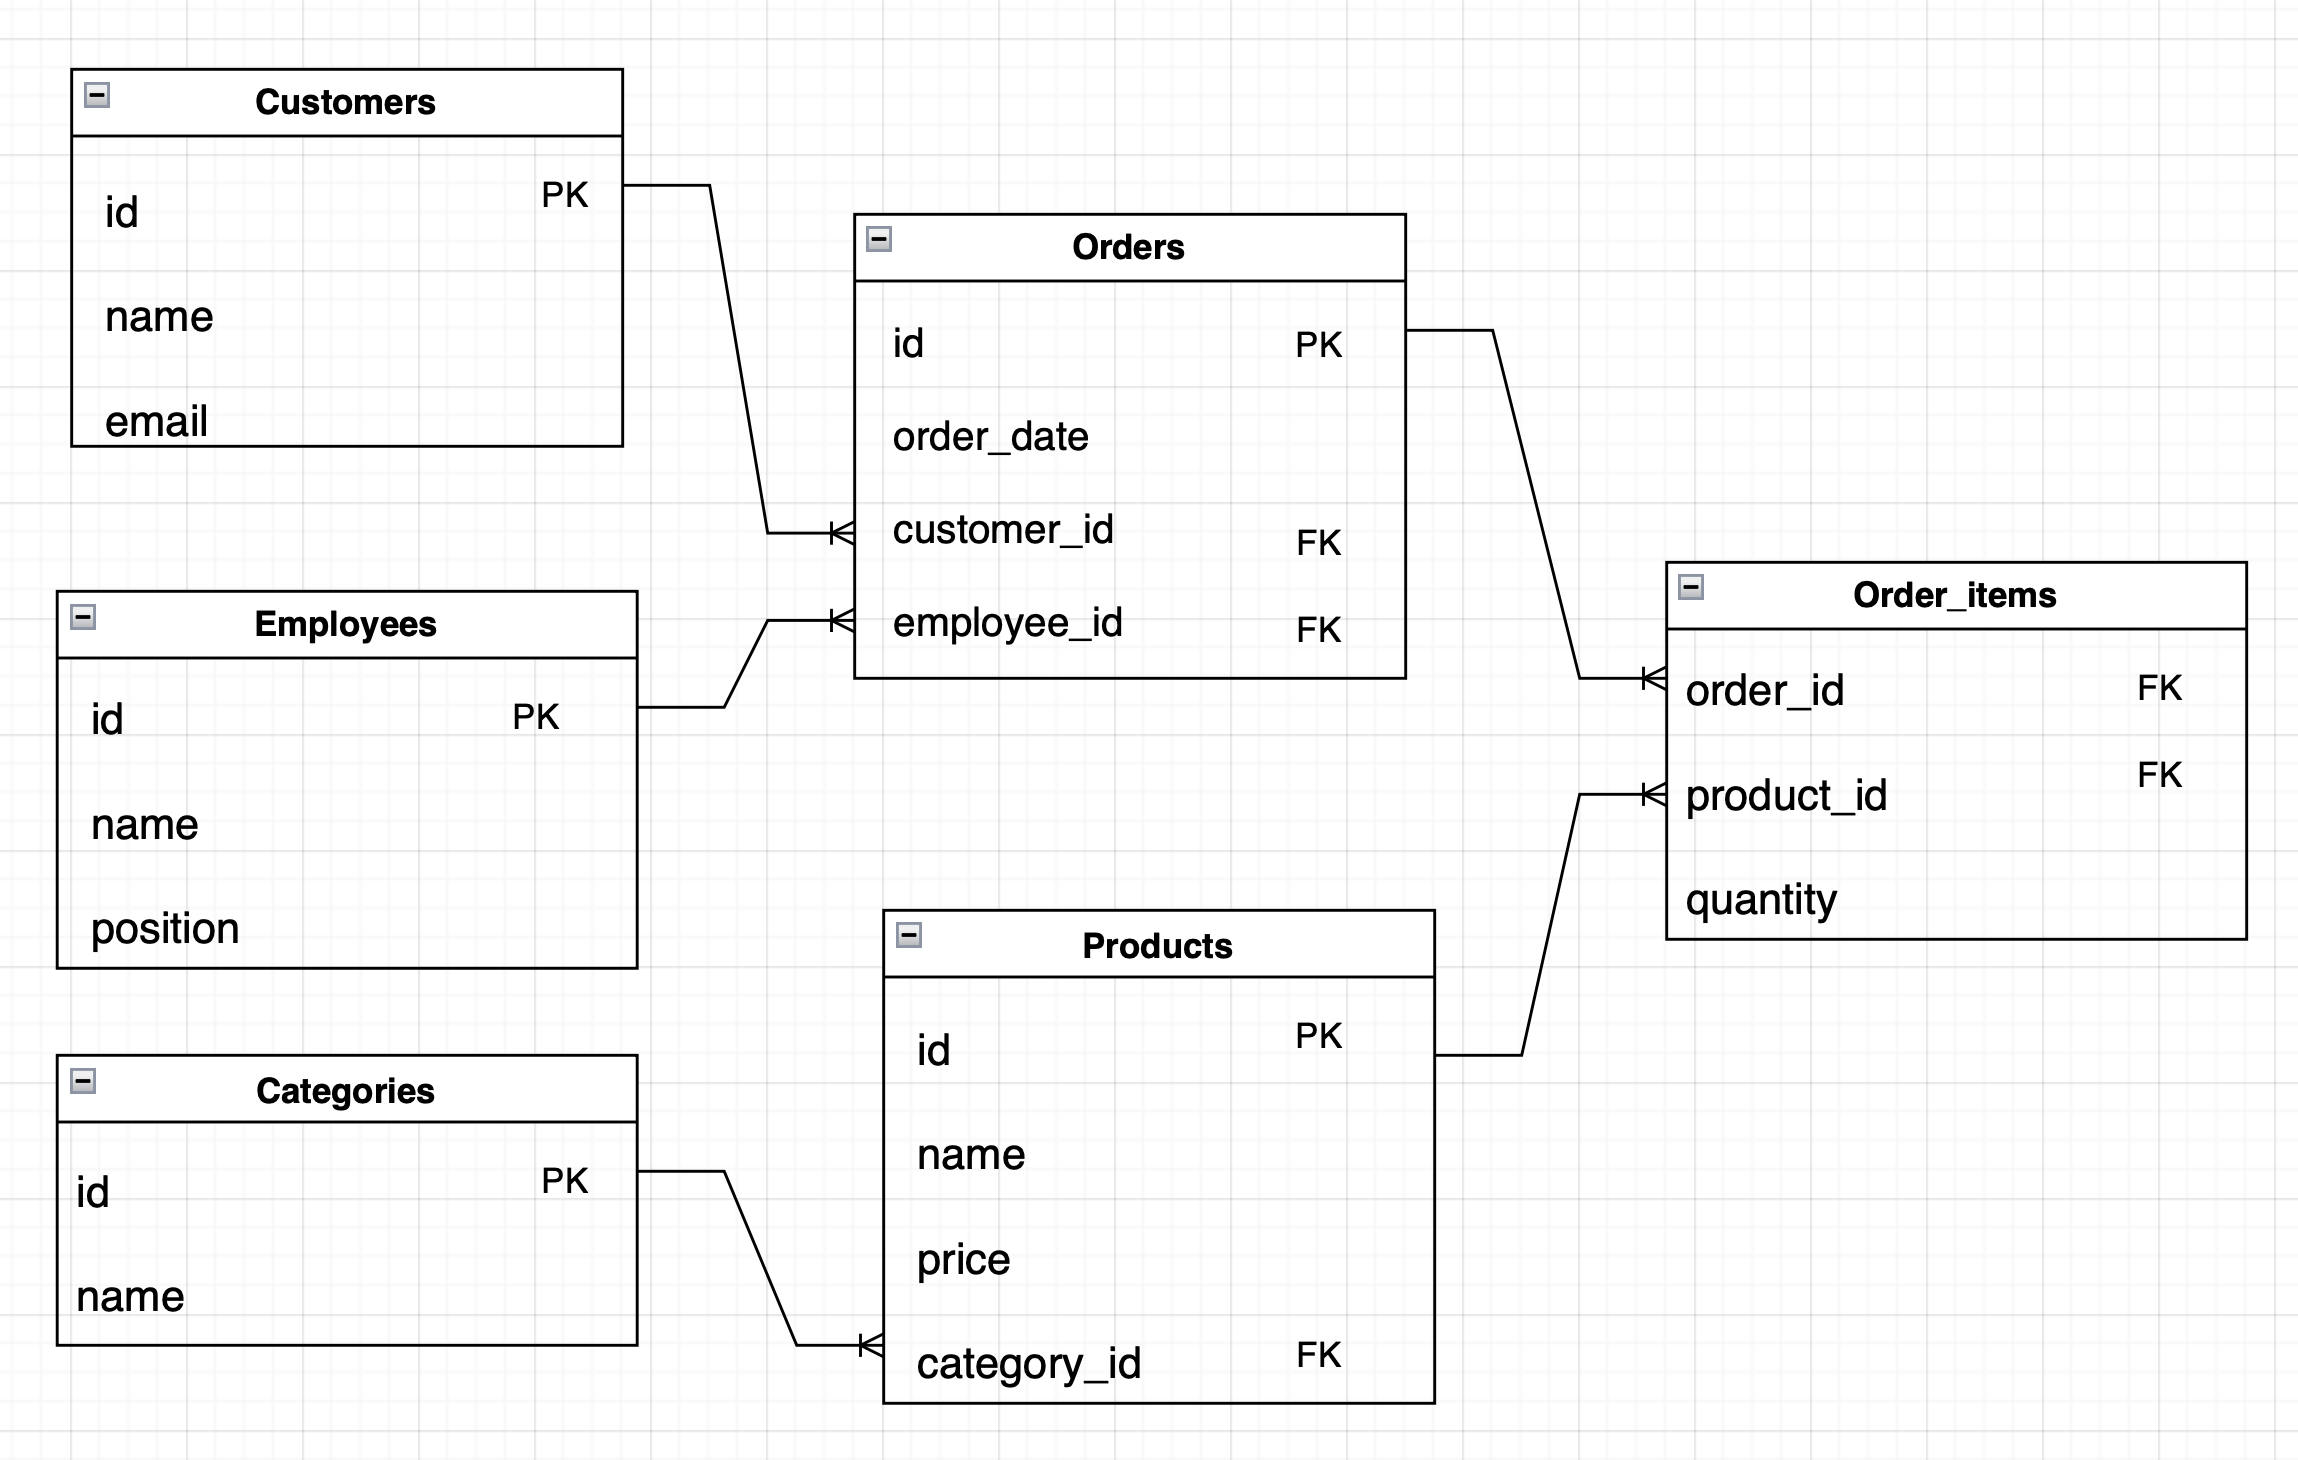 Customers
id PK
name
email
Orders
id PK
order_date
customer_id FK
employee_id FK
Employees
id PK
name
position
Order_items
order_id FK
product_id FK
quantity
Products
id PK
name
price
category_id FK
Categories
id PK
name